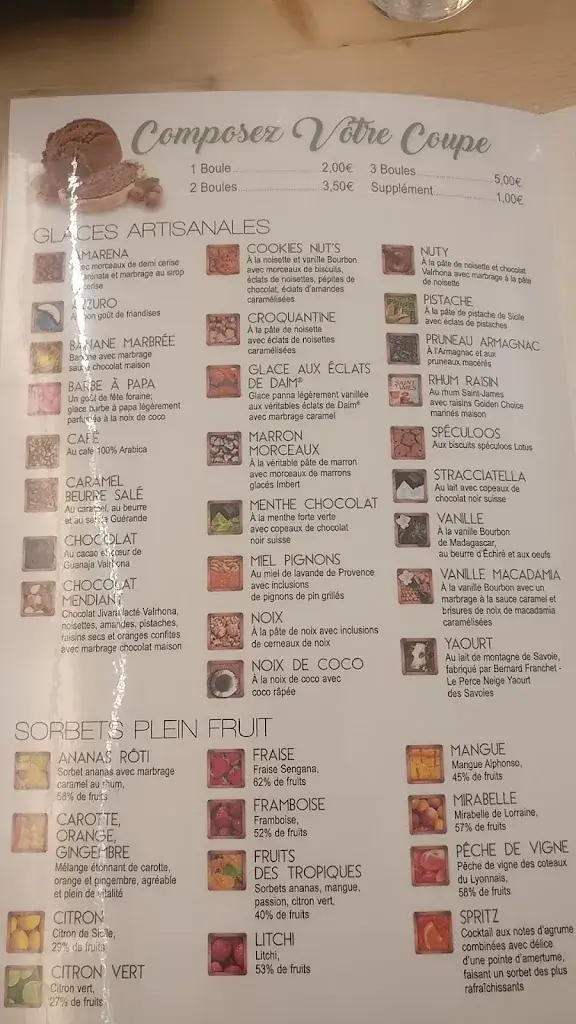 Composez Vôtre Coupe
1 Boule 2,00€
2 Boules 3,50€
3 Boules 5,00€
Supplément 1,00€
GLACES ARTISANALES
AMARENA
morceaux de demi cerise
et marbrage au sirop
cerise
AZZURO
bon goût de friandises
BANANE MARBRÉE
Banane avec marbrage
sauce chocolat maison
BARBE À PAPA
Un goût de fête foraine;
glace barbe à papa légèrement
parfumée à la noix de coco
CAFÉ
Au café 100% Arabica
CARAMEL
BEURRE SALÉ
Au caramel, au beurre
et au sel de Guérande
CHOCOLAT
Au cacao et cœur de
Guanaja Valrhona
CHOCOLAT
MENDIANT
Chocolat Jivara lacté Valrhona,
noisettes, amandes, pistaches,
raisins secs et oranges confites
avec marbrage chocolat maison
COOKIES NUT'S
À la noisette et vanille Bourbon
avec morceaux de biscuits,
éclats de noisettes, pépites de
chocolat, éclats d'amandes
caramélisées
CROQUANTINE
À la pâte de noisette
avec éclats de noisettes
caramélisées
GLACE AUX ÉCLATS
DE DAIM®
Glace panna légèrement vanillée
aux véritables éclats de Daim®
avec marbrage caramel
MARRON
MORCEAUX
À la véritable pâte de marron
avec morceaux de marrons
glacés Imbert
MENTHE CHOCOLAT
À la menthe forte verte
avec copeaux de chocolat
noir suisse
MIEL PIGNONS
Au miel de lavande de Provence
avec inclusions
de pignons de pin grillés
NOIX
À la pâte de noix avec inclusions
de cerneaux de noix
NOIX DE COCO
À la noix de coco avec
coco râpée
NUTY
À la pâte de noisette et chocolat
Valrhona avec marbrage à la pâte
de noisette
PISTACHE
À la pâte de pistache de Sicile
avec éclats de pistaches
PRUNEAU ARMAGNAC
À l'Armagnac et aux
pruneaux macérés
SAINT JAMES
RHUM RAISIN
Au rhum Saint-James
avec raisins Golden Choice
marinés maison
SPÉCULOOS
Aux biscuits spéculoos Lotus
STRACCIATELLA
Au lait avec copeaux de
chocolat noir suisse
VANILLE
À la vanille Bourbon
de Madagascar,
au beurre d'Échiré et aux oeufs
VANILLE MACADAMIA
À la vanille Bourbon avec un
marbrage à la sauce caramel et
brisures de noix de macadamia
caramélisées
YAOURT
Au lait de montagne de Savoie,
fabriqué par Bernard Franchet -
Le Perce Neige Yaourt
des Savoies
SORBETS PLEIN FRUIT
ANANAS RÔTI
Sorbet ananas avec marbrage
caramel au rhum,
58% de fruits
CAROTTE,
ORANGE,
GINGEMBRE
Mélange étonnant de carotte,
orange et gingembre, agréable
et plein de vitalité
CITRON
Citron de Sicile,
29% de fruits
CITRON VERT
Citron vert,
27% de fruits
FRAISE
Fraise Sengana,
62% de fruits
FRAMBOISE
Framboise,
52% de fruits
FRUITS
DES TROPIQUES
Sorbets ananas, mangue,
passion, citron vert,
40% de fruits
LITCHI
Litchi,
53% de fruits
MANGUE
Mangue Alphonso,
45% de fruits
MIRABELLE
Mirabelle de Lorraine,
57% de fruits
PÊCHE DE VIGNE
Pêche de vigne des coteaux
du Lyonnais,
58% de fruits
SPRITZ
Cocktail aux notes d'agrume
combinées avec délice
d'une pointe d'amertume,
faisant un sorbet des plus
rafraîchissants